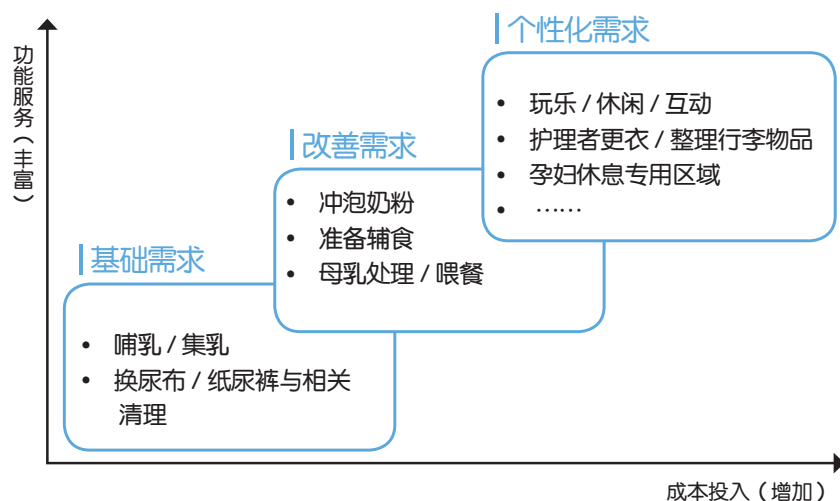 功能服务（丰富）
个性化需求
• 玩乐 / 休闲 / 互动
• 护理者更衣 / 整理行李物品
• 孕妇休息专用区域
• ……
改善需求
• 冲泡奶粉
• 准备辅食
• 母乳处理 / 喂餐
基础需求
• 哺乳 / 集乳
• 换尿布 / 纸尿裤与相关
清理
成本投入（增加）